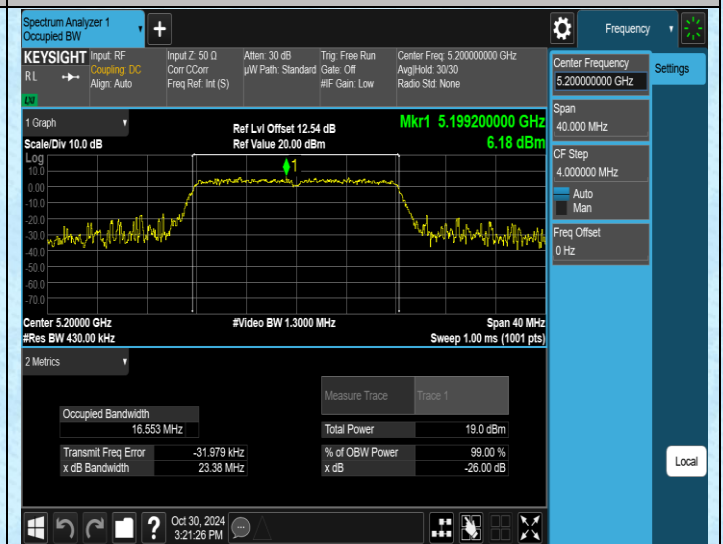 Spectrum Analyzer 1
Occupied BW
+
Frequency
KEYSIGHT
Input: RF
Coupling: DC
Align: Auto
Input Z: 50 Ω
Corr CCorr
Freq Ref: Int (S)
Atten: 30 dB
µW Path: Standard
Trig: Free Run
Gate: Off
#IF Gain: Low
Center Freq: 5.200000000 GHz
Avg|Hold: 30/30
Radio Std: None
R L
LXI
Center Frequency
5.200000000 GHz
Settings
Span
40.000 MHz
CF Step
4.000000 MHz
Auto
Man
Freq Offset
0 Hz
Local
1 Graph
Scale/Div 10.0 dB
Ref Lvl Offset 12.54 dB
Ref Value 20.00 dBm
Mkr1 5.199200000 GHz
6.18 dBm
Log
10.0
0.00
-10.0
-20.0
-30.0
-40.0
-50.0
-60.0
-70.0
1
Center 5.20000 GHz
#Res BW 430.00 kHz
#Video BW 1.3000 MHz
Span 40 MHz
Sweep 1.00 ms (1001 pts)
2 Metrics
Measure Trace
Trace 1
Occupied Bandwidth
16.553 MHz
Total Power
19.0 dBm
Transmit Freq Error
-31.979 kHz
% of OBW Power
99.00 %
x dB Bandwidth
23.38 MHz
x dB
-26.00 dB
?
Oct 30, 2024
3:21:26 PM